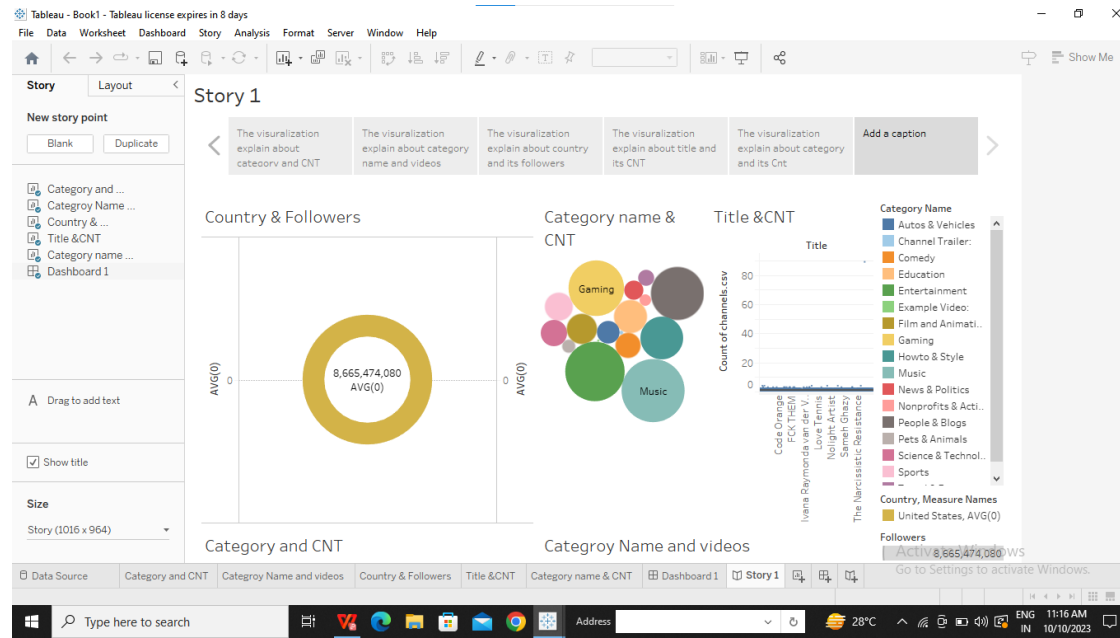 Tableau - Book1 - Tableau license expires in 8 days
File Data Worksheet Dashboard Story Analysis Format Server Window Help
Show Me
Story Layout
New story point
Blank Duplicate
Category and ...
Categroy Name ...
Country & ...
Title &CNT
Category name ...
Dashboard 1
A Drag to add text
Show title
Size
Story (1016 x 964)
Story 1
The visuralization
explain about
category and CNT
The visuralization
explain about category
name and videos
The visuralization
explain about country
and its followers
The visuralization
explain about title and
its CNT
The visuralization
explain about category
and its Cnt
Add a caption
Country & Followers
AVG(0)
0
8,665,474,080
AVG(0)
0
AVG(0)
Category name &
CNT
Gaming
Music
Title &CNT
Title
Count of channels.csv
80
60
40
20
0
Code Orange
FCK THEM
Ivana Raymonda van der V..
Love Tennis
Nolight Artist
Sameh Ghazy
The Narcissistic Resistance
Category Name
Autos & Vehicles
Channel Trailer:
Comedy
Education
Entertainment
Example Video:
Film and Animati..
Gaming
Howto & Style
Music
News & Politics
Nonprofits & Acti..
People & Blogs
Pets & Animals
Science & Technol..
Sports
Country, Measure Names
United States, AVG(0)
Followers
8,665,474,080
Activate Windows
Go to Settings to activate Windows.
Category and CNT
Categroy Name and videos
Data Source Category and CNT Categroy Name and videos Country & Followers Title &CNT Category name & CNT Dashboard 1 Story 1
Type here to search
Address
28°C
ENG
IN
11:16 AM
10/10/2023